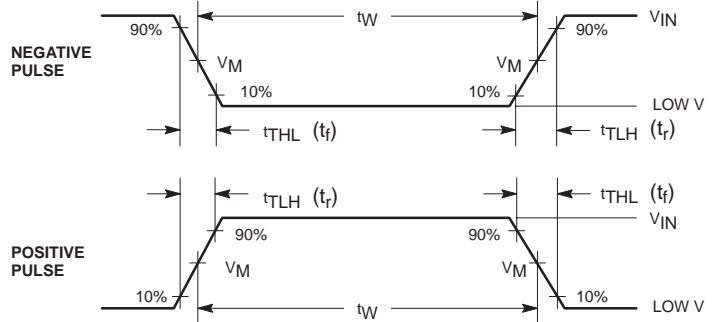 tW
VIN
90%
90%
NEGATIVE
PULSE
VM
VM
10%
10%
LOW V
tTHL (tf)
tTLH (tr)
tTLH (tr)
tTHL (tf)
VIN
90%
90%
POSITIVE
PULSE
VM
VM
10%
10%
tW
LOW V